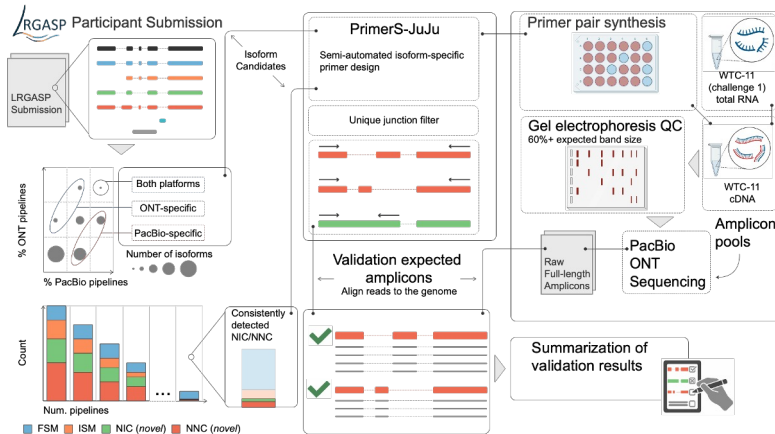 LRGASP Participant Submission
LRGASP
Submission
Isoform
Candidates
Both platforms
ONT-specific
PacBio-specific
% ONT pipelines
% PacBio pipelines
Number of isoforms
Count
Num. pipelines
Consistently
detected
NIC/NNC
FSM
ISM
NIC (novel)
NNC (novel)
PrimerS-JuJu
Semi-automated isoform-specific
primer design
Unique junction filter
Validation expected
amplicons
Align reads to the genome
Primer pair synthesis
WTC-11
(challenge 1)
total RNA
Gel electrophoresis QC
60%+ expected band size
WTC-11
cDNA
Amplicon
pools
Raw
Full-length
Amplicons
PacBio
ONT
Sequencing
Summarization of
validation results